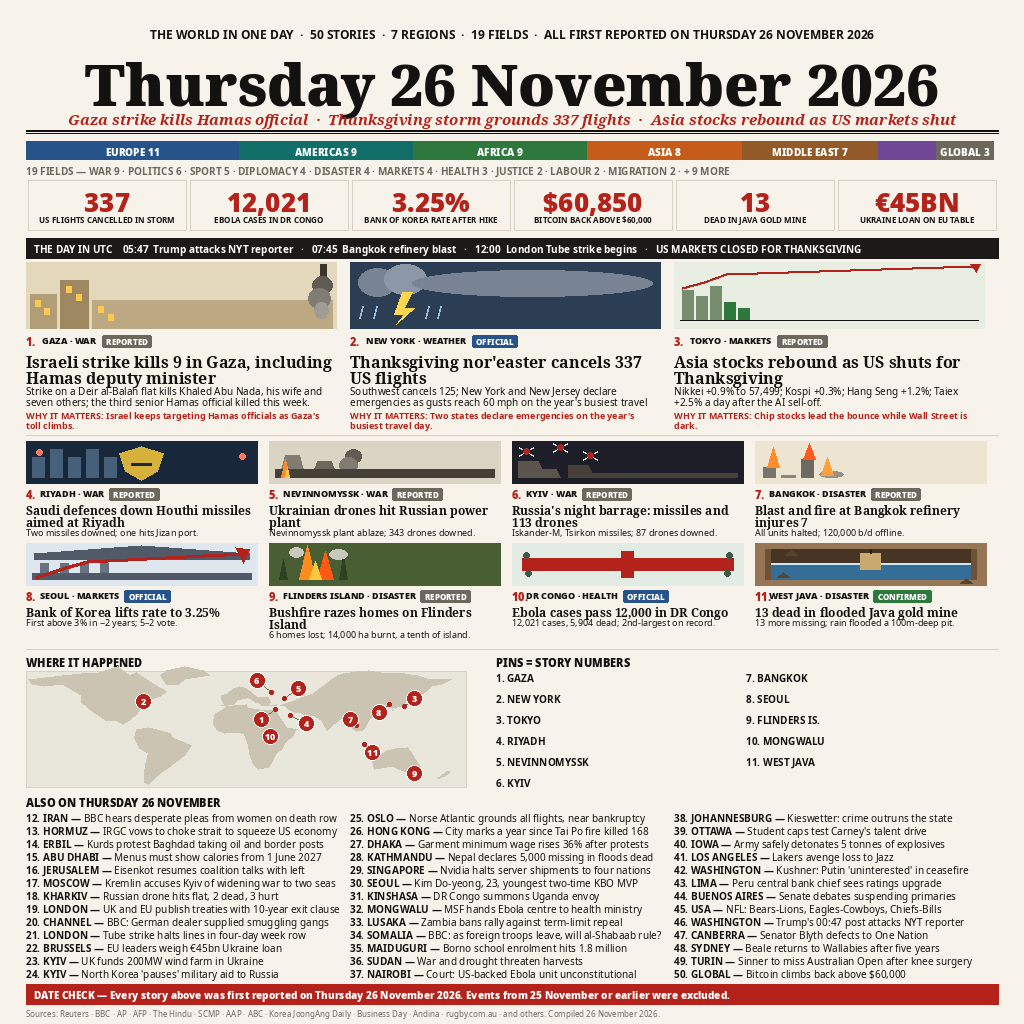 THE WORLD IN ONE DAY · 50 STORIES · 7 REGIONS · 19 FIELDS · ALL FIRST REPORTED ON THURSDAY 26 NOVEMBER 2026
Thursday 26 November 2026
Gaza strike kills Hamas official · Thanksgiving storm grounds 337 flights · Asia stocks rebound as US markets shut
EUROPE 11 AMERICAS 9 AFRICA 9 ASIA 8 MIDDLE EAST 7 GLOBAL 3
19 FIELDS — WAR 9 · POLITICS 6 · SPORT 5 · DIPLOMACY 4 · DISASTER 4 · MARKETS 4 · HEALTH 3 · JUSTICE 2 · LABOUR 2 · MIGRATION 2 · + 9 MORE
337
US FLIGHTS CANCELLED IN STORM
12,021
EBOLA CASES IN DR CONGO
3.25%
BANK OF KOREA RATE AFTER HIKE
$60,850
BITCOIN BACK ABOVE $60,000
13
DEAD IN JAVA GOLD MINE
€45BN
UKRAINE LOAN ON EU TABLE
THE DAY IN UTC 05:47 Trump attacks NYT reporter · 07:45 Bangkok refinery blast · 12:00 London Tube strike begins · US MARKETS CLOSED FOR THANKSGIVING
1. GAZA · WAR REPORTED
Israeli strike kills 9 in Gaza, including
Hamas deputy minister
Strike on a Deir al-Balah flat kills Khaled Abu Nada, his wife and
seven others; the third senior Hamas official killed this week.
WHY IT MATTERS: Israel keeps targeting Hamas officials as Gaza's
toll climbs.
2. NEW YORK · WEATHER OFFICIAL
Thanksgiving nor'easter cancels 337
US flights
Southwest cancels 125; New York and New Jersey declare
emergencies as gusts reach 60 mph on the year's busiest travel
WHY IT MATTERS: Two states declare emergencies on the year's
busiest travel day.
3. TOKYO · MARKETS REPORTED
Asia stocks rebound as US shuts for
Thanksgiving
Nikkei +0.9% to 57,499; Kospi +0.3%; Hang Seng +1.2%; Taiex
+2.5% a day after the AI sell-off.
WHY IT MATTERS: Chip stocks lead the bounce while Wall Street is
dark.
4. RIYADH · WAR REPORTED
Saudi defences down Houthi missiles
aimed at Riyadh
Two missiles downed; one hits Jizan port.
5. NEVINNOMYSSK · WAR REPORTED
Ukrainian drones hit Russian power
plant
Nevinnomyssk plant ablaze; 343 drones downed.
6. KYIV · WAR REPORTED
Russia's night barrage: missiles and
113 drones
Iskander-M, Tsirkon missiles; 87 drones downed.
7. BANGKOK · DISASTER REPORTED
Blast and fire at Bangkok refinery
injures 7
All units halted; 120,000 b/d offline.
8. SEOUL · MARKETS OFFICIAL
Bank of Korea lifts rate to 3.25%
First above 3% in ~2 years; 5–2 vote.
9. FLINDERS ISLAND · DISASTER REPORTED
Bushfire razes homes on Flinders
Island
6 homes lost; 14,000 ha burnt, a tenth of island.
10. DR CONGO · HEALTH OFFICIAL
Ebola cases pass 12,000 in DR Congo
12,021 cases, 5,904 dead; 2nd-largest on record.
11. WEST JAVA · DISASTER CONFIRMED
13 dead in flooded Java gold mine
13 more missing; rain flooded a 100m-deep pit.
WHERE IT HAPPENED
2 6 5 3 1 4 7 8 10 11 9
PINS = STORY NUMBERS
1. GAZA
2. NEW YORK
3. TOKYO
4. RIYADH
5. NEVINNOMYSSK
6. KYIV
7. BANGKOK
8. SEOUL
9. FLINDERS IS.
10. MONGWALU
11. WEST JAVA
ALSO ON THURSDAY 26 NOVEMBER
12. IRAN — BBC hears desperate pleas from women on death row
13. HORMUZ — IRGC vows to choke strait to squeeze US economy
14. ERBIL — Kurds protest Baghdad taking oil and border posts
15. ABU DHABI — Menus must show calories from 1 June 2027
16. JERUSALEM — Eisenkot resumes coalition talks with left
17. MOSCOW — Kremlin accuses Kyiv of widening war to two seas
18. KHARKIV — Russian drone hits flat, 2 dead, 3 hurt
19. LONDON — UK and EU publish treaties with 10-year exit clause
20. CHANNEL — BBC: German dealer supplied smuggling gangs
21. LONDON — Tube strike halts lines in four-day week row
22. BRUSSELS — EU leaders weigh €45bn Ukraine loan
23. KYIV — UK funds 200MW wind farm in Ukraine
24. KYIV — North Korea 'pauses' military aid to Russia
25. OSLO — Norse Atlantic grounds all flights, near bankruptcy
26. HONG KONG — City marks a year since Tai Po fire killed 168
27. DHAKA — Garment minimum wage rises 36% after protests
28. KATHMANDU — Nepal declares 5,000 missing in floods dead
29. SINGAPORE — Nvidia halts server shipments to four nations
30. SEOUL — Kim Do-yeong, 23, youngest two-time KBO MVP
31. KINSHASA — DR Congo summons Uganda envoy
32. MONGWALU — MSF hands Ebola centre to health ministry
33. LUSAKA — Zambia bans rally against term-limit repeal
34. SOMALIA — BBC: as foreign troops leave, will al-Shabaab rule?
35. MAIDUGURI — Borno school enrolment hits 1.8 million
36. SUDAN — War and drought threaten harvests
37. NAIROBI — Court: US-backed Ebola unit unconstitutional
38. JOHANNESBURG — Kieswetter: crime outruns the state
39. OTTAWA — Student caps test Carney's talent drive
40. IOWA — Army safely detonates 5 tonnes of explosives
41. LOS ANGELES — Lakers avenge loss to Jazz
42. WASHINGTON — Kushner: Putin 'uninterested' in ceasefire
43. LIMA — Peru central bank chief sees ratings upgrade
44. BUENOS AIRES — Senate debates suspending primaries
45. USA — NFL: Bears-Lions, Eagles-Cowboys, Chiefs-Bills
46. WASHINGTON — Trump's 00:47 post attacks NYT reporter
47. CANBERRA — Senator Blyth defects to One Nation
48. SYDNEY — Beale returns to Wallabies after five years
49. TURIN — Sinner to miss Australian Open after knee surgery
50. GLOBAL — Bitcoin climbs back above $60,000
DATE CHECK — Every story above was first reported on Thursday 26 November 2026. Events from 25 November or earlier were excluded.
Sources: Reuters · BBC · AP · AFP · The Hindu · SCMP · AAP · ABC · Korea JoongAng Daily · Business Day · Andina · rugby.com.au · and others. Compiled 26 November 2026.